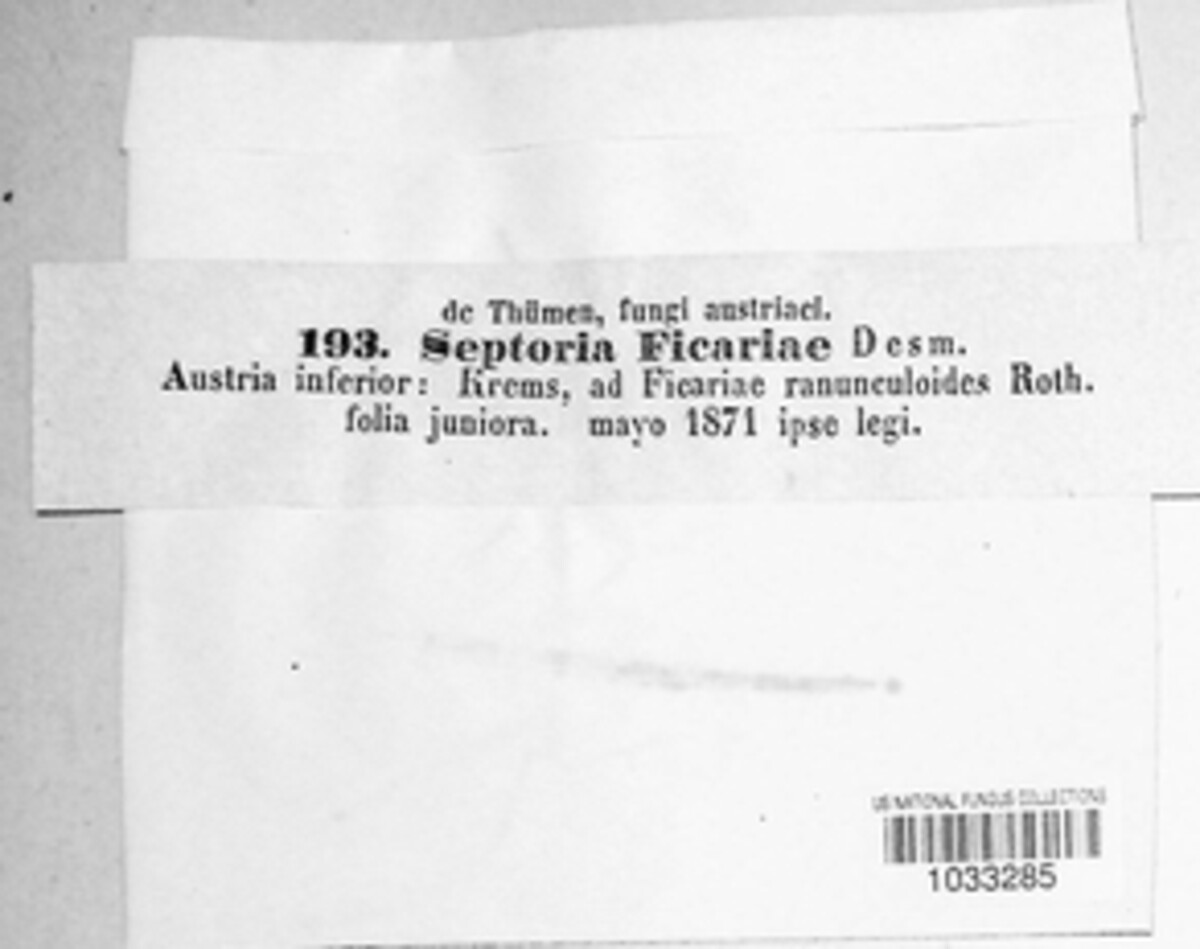 de Thümen, fungi austriaci.
193. Septoria Ficariae Desm.
Austria inferior: Krems, ad Ficariae ranunculoides Roth.
folia juniora. mayo 1871 ipse legi.
US NATIONAL FUNGUS COLLECTIONS
1033285